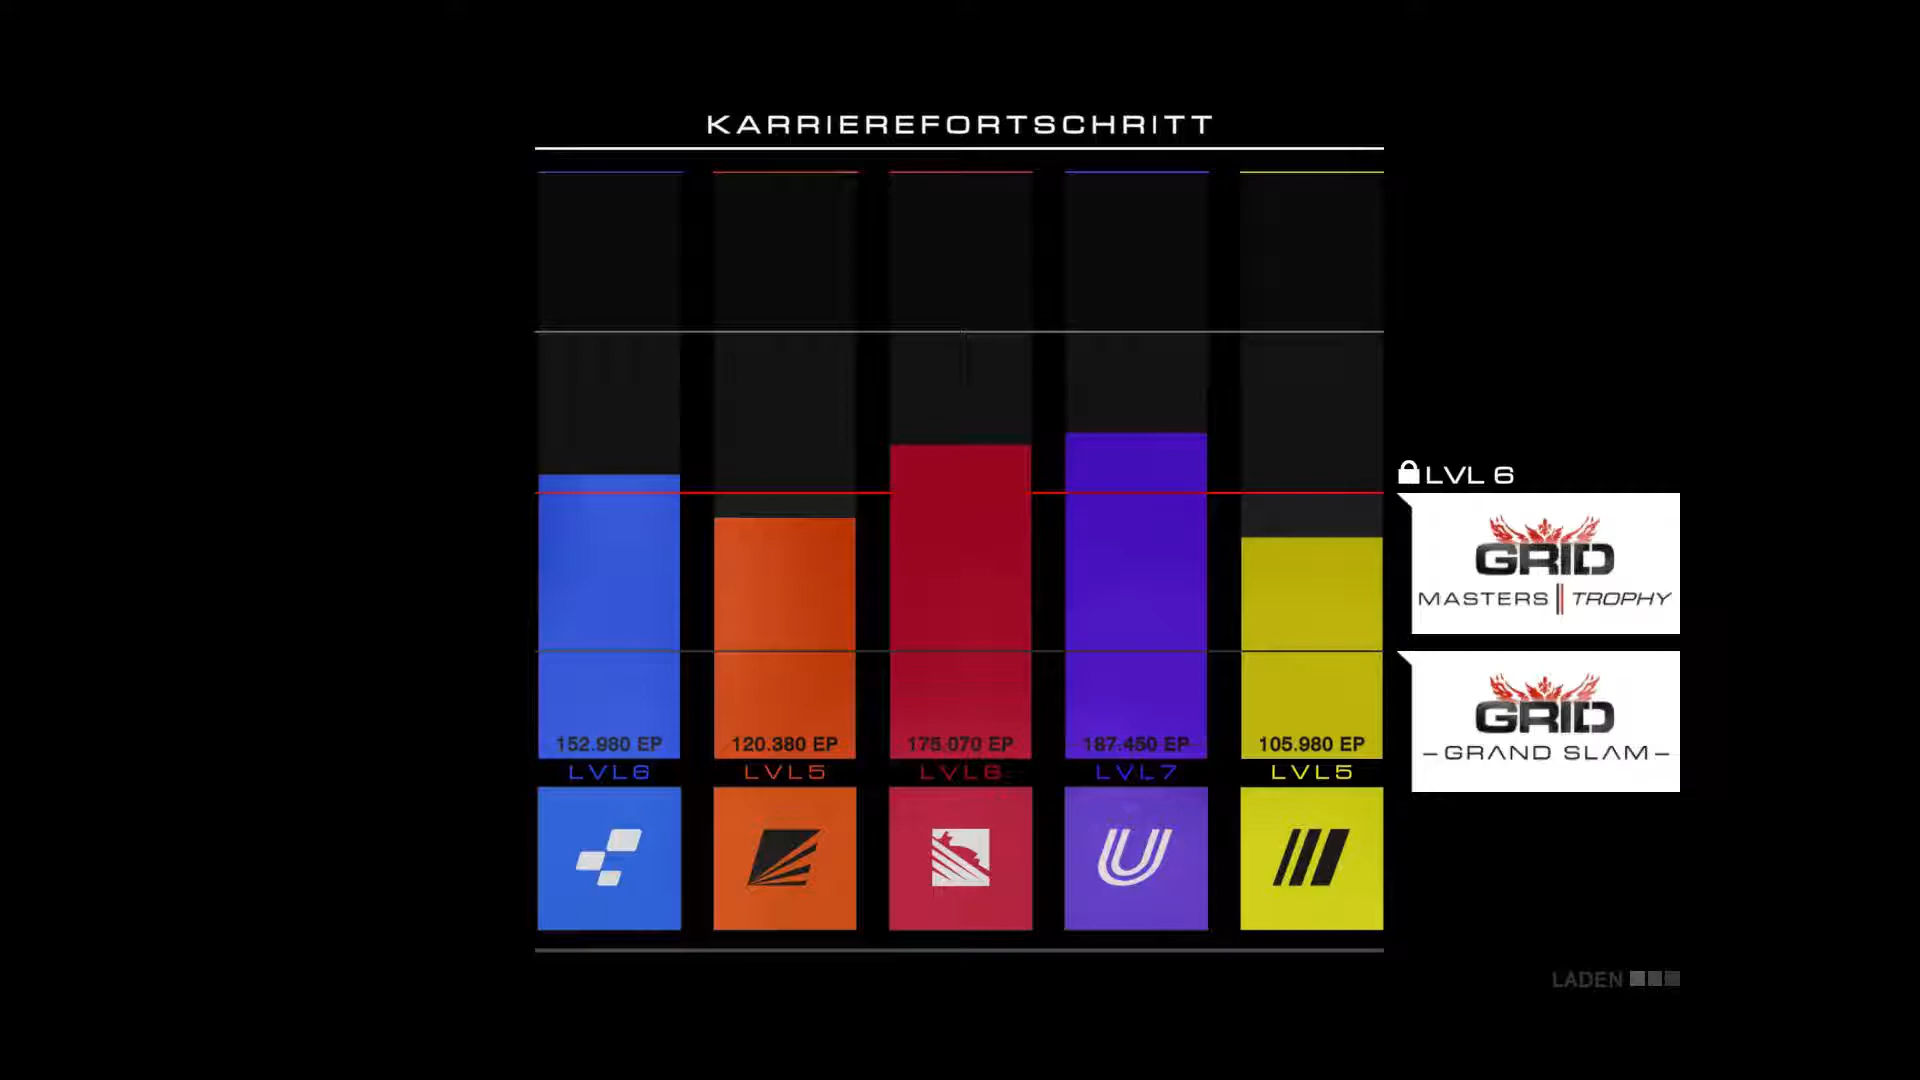 KARRIEREFORTSCHRITT
LVL 6
GRID
MASTERS TROPHY
GRID
-GRAND SLAM-
152.980 EP
120.380 EP
175.070 EP
187.450 EP
105.980 EP
LVL6
LVL5
LVL6
LVL7
LVL5
LADEN